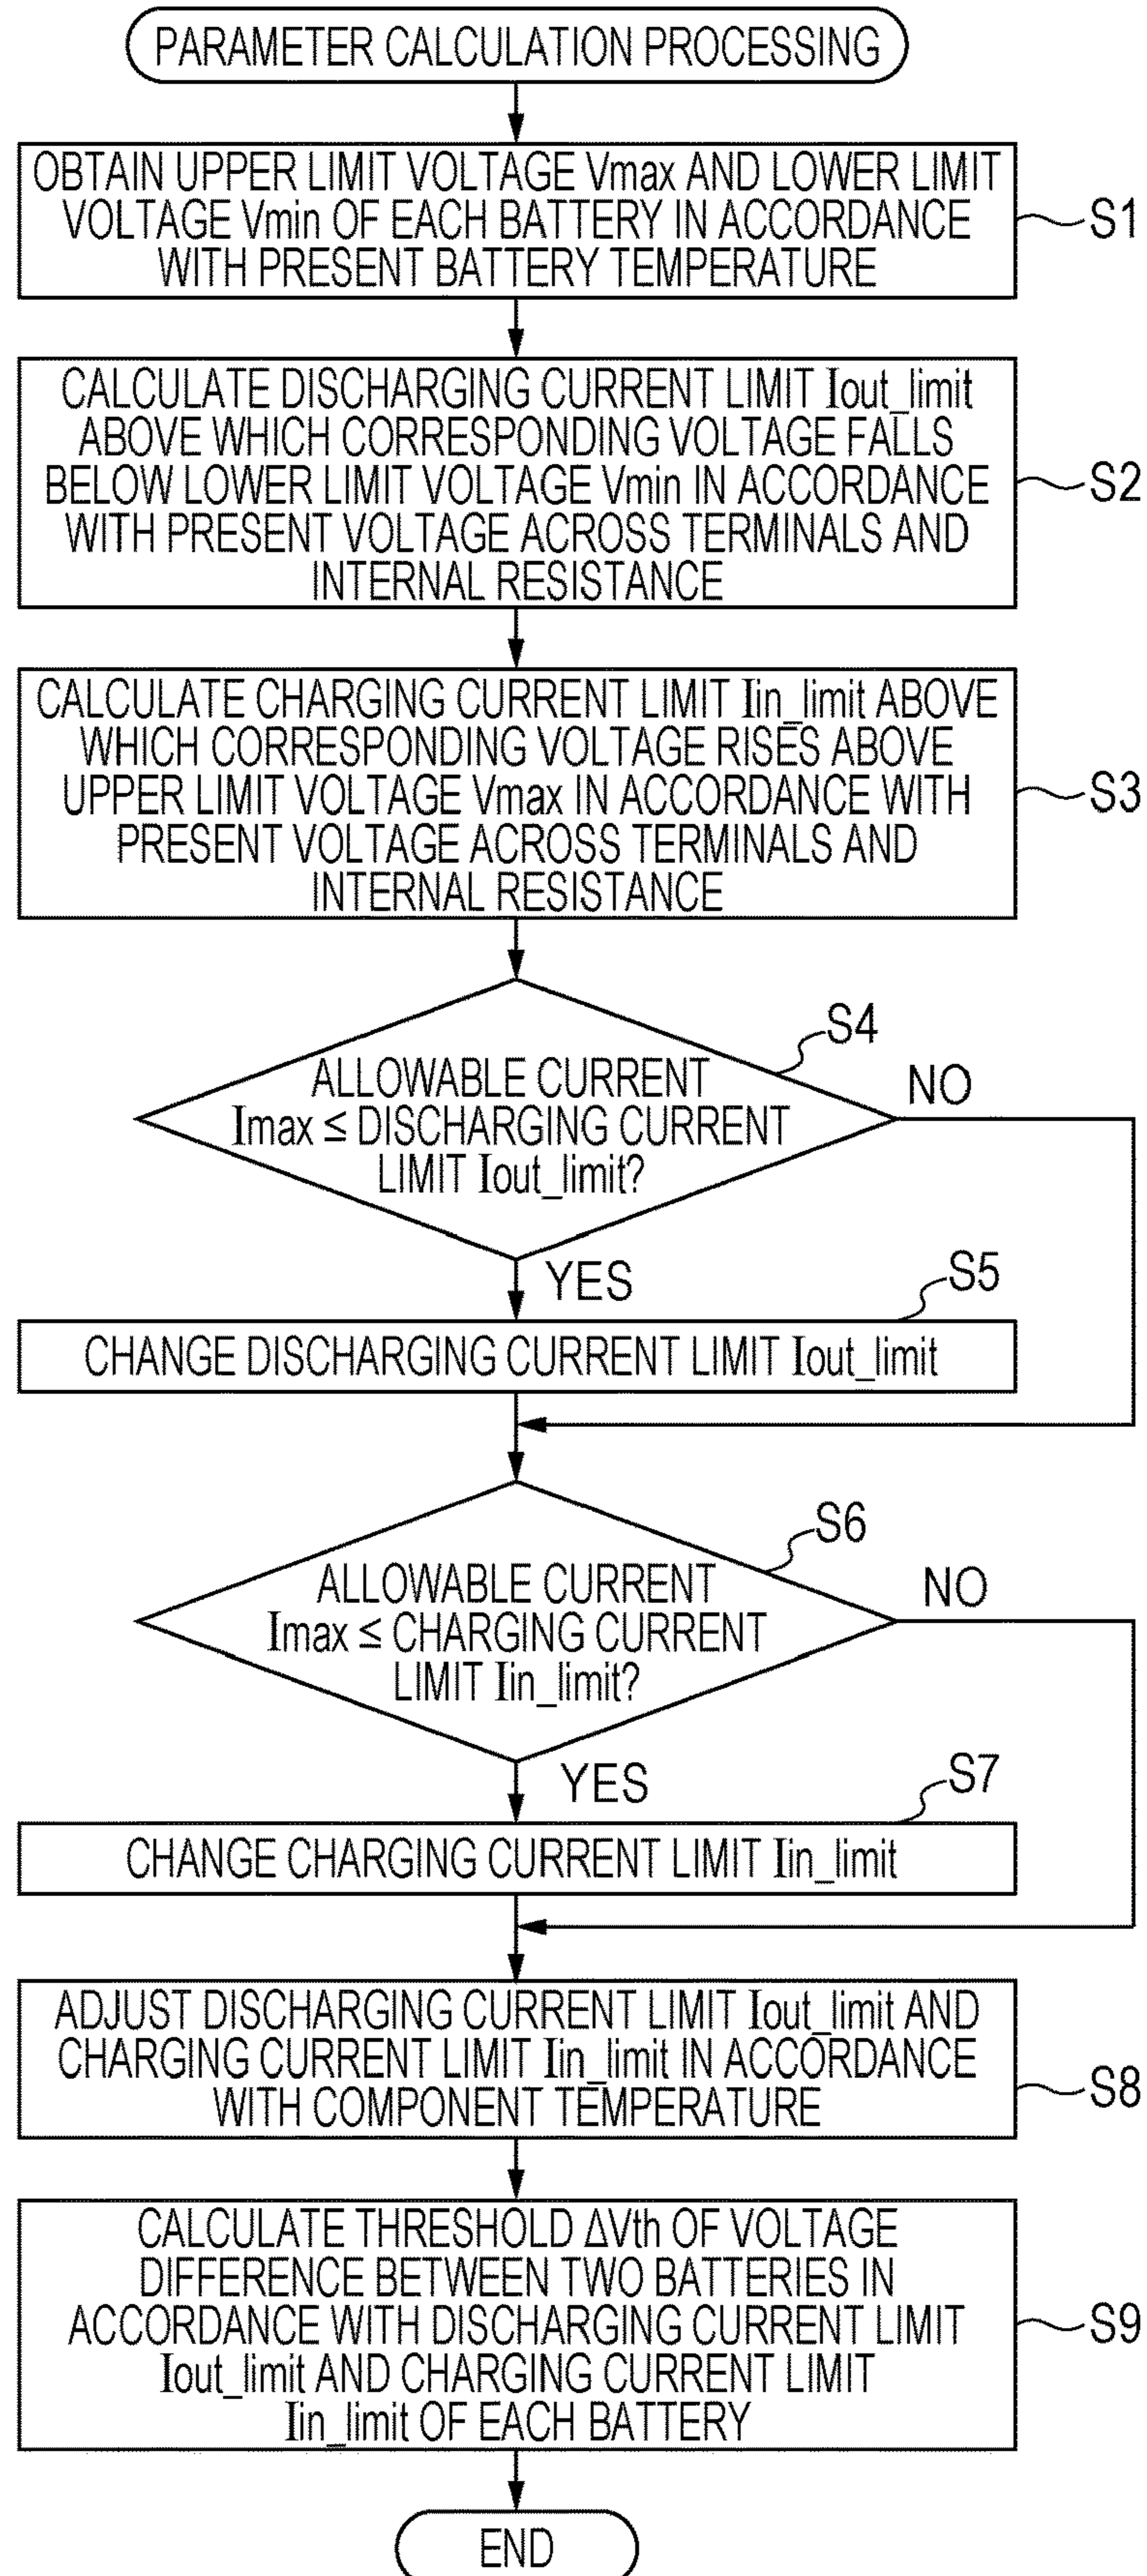 PARAMETER CALCULATION PROCESSING
OBTAIN UPPER LIMIT VOLTAGE Vmax AND LOWER LIMIT
VOLTAGE Vmin OF EACH BATTERY IN ACCORDANCE
WITH PRESENT BATTERY TEMPERATURE
S1
CALCULATE DISCHARGING CURRENT LIMIT Iout_limit
ABOVE WHICH CORRESPONDING VOLTAGE FALLS
BELOW LOWER LIMIT VOLTAGE Vmin IN ACCORDANCE
WITH PRESENT VOLTAGE ACROSS TERMINALS AND
INTERNAL RESISTANCE
S2
CALCULATE CHARGING CURRENT LIMIT Iin_limit ABOVE
WHICH CORRESPONDING VOLTAGE RISES ABOVE
UPPER LIMIT VOLTAGE Vmax IN ACCORDANCE WITH
PRESENT VOLTAGE ACROSS TERMINALS AND
INTERNAL RESISTANCE
S3
S4
ALLOWABLE CURRENT
Imax ≤ DISCHARGING CURRENT
LIMIT Iout_limit?
NO
YES
S5
CHANGE DISCHARGING CURRENT LIMIT Iout_limit
S6
ALLOWABLE CURRENT
Imax ≤ CHARGING CURRENT
LIMIT Iin_limit?
NO
YES
S7
CHANGE CHARGING CURRENT LIMIT Iin_limit
ADJUST DISCHARGING CURRENT LIMIT Iout_limit AND
CHARGING CURRENT LIMIT Iin_limit IN ACCORDANCE
WITH COMPONENT TEMPERATURE
S8
CALCULATE THRESHOLD ΔVth OF VOLTAGE
DIFFERENCE BETWEEN TWO BATTERIES IN
ACCORDANCE WITH DISCHARGING CURRENT LIMIT
Iout_limit AND CHARGING CURRENT LIMIT
Iin_limit OF EACH BATTERY
S9
END